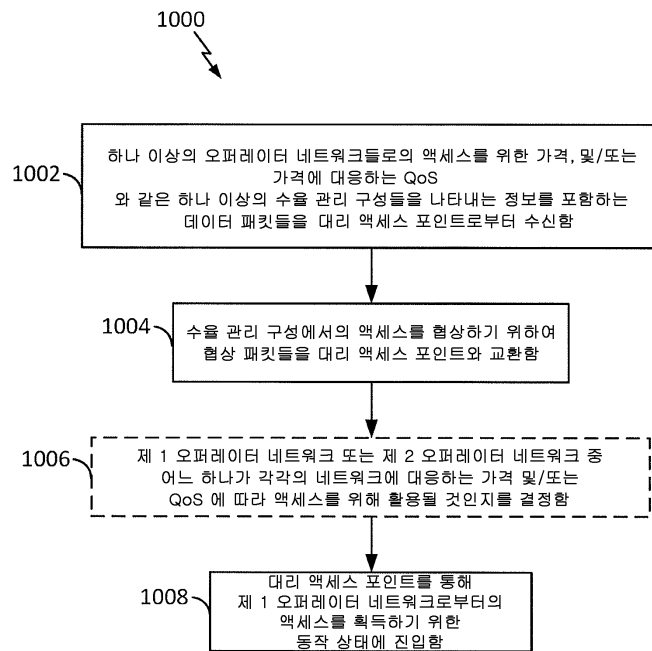 1000
1002
하나 이상의 오퍼레이터 네트워크들로의 액세스를 위한 가격, 및/또는
가격에 대응하는 QoS
와 같은 하나 이상의 수율 관리 구성들을 나타내는 정보를 포함하는
데이터 패킷들을 대리 액세스 포인트로부터 수신함
1004
수율 관리 구성에서의 액세스를 협상하기 위하여
협상 패킷들을 대리 액세스 포인트와 교환함
1006
제 1 오퍼레이터 네트워크 또는 제 2 오퍼레이터 네트워크 중
어느 하나가 각각의 네트워크에 대응하는 가격 및/또는
QoS 에 따라 액세스를 위해 활용될 것인지를 결정함
1008
대리 액세스 포인트를 통해
제 1 오퍼레이터 네트워크로부터의
액세스를 획득하기 위한
동작 상태에 진입함